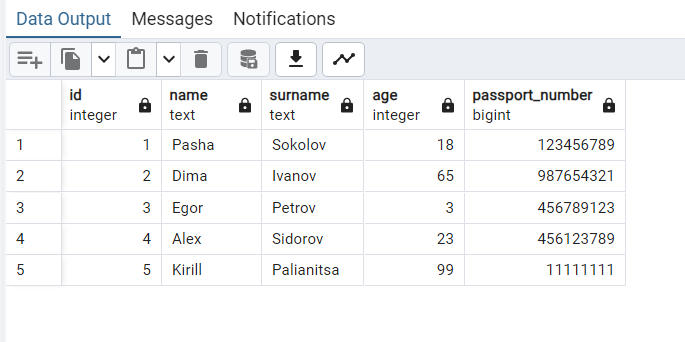 Data Output Messages Notifications
id name surname age passport_number
integer text text integer bigint
1 1 Pasha Sokolov 18 123456789
2 2 Dima Ivanov 65 987654321
3 3 Egor Petrov 3 456789123
4 4 Alex Sidorov 23 456123789
5 5 Kirill Palianitsa 99 11111111